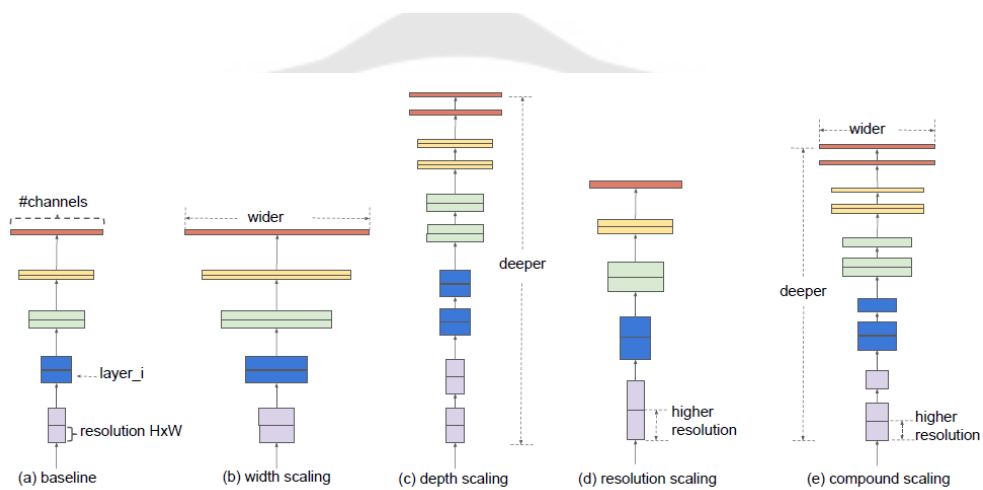 #channels
layer_i
resolution HxW
(a) baseline
wider
(b) width scaling
deeper
(c) depth scaling
higher
resolution
(d) resolution scaling
wider
deeper
higher
resolution
(e) compound scaling